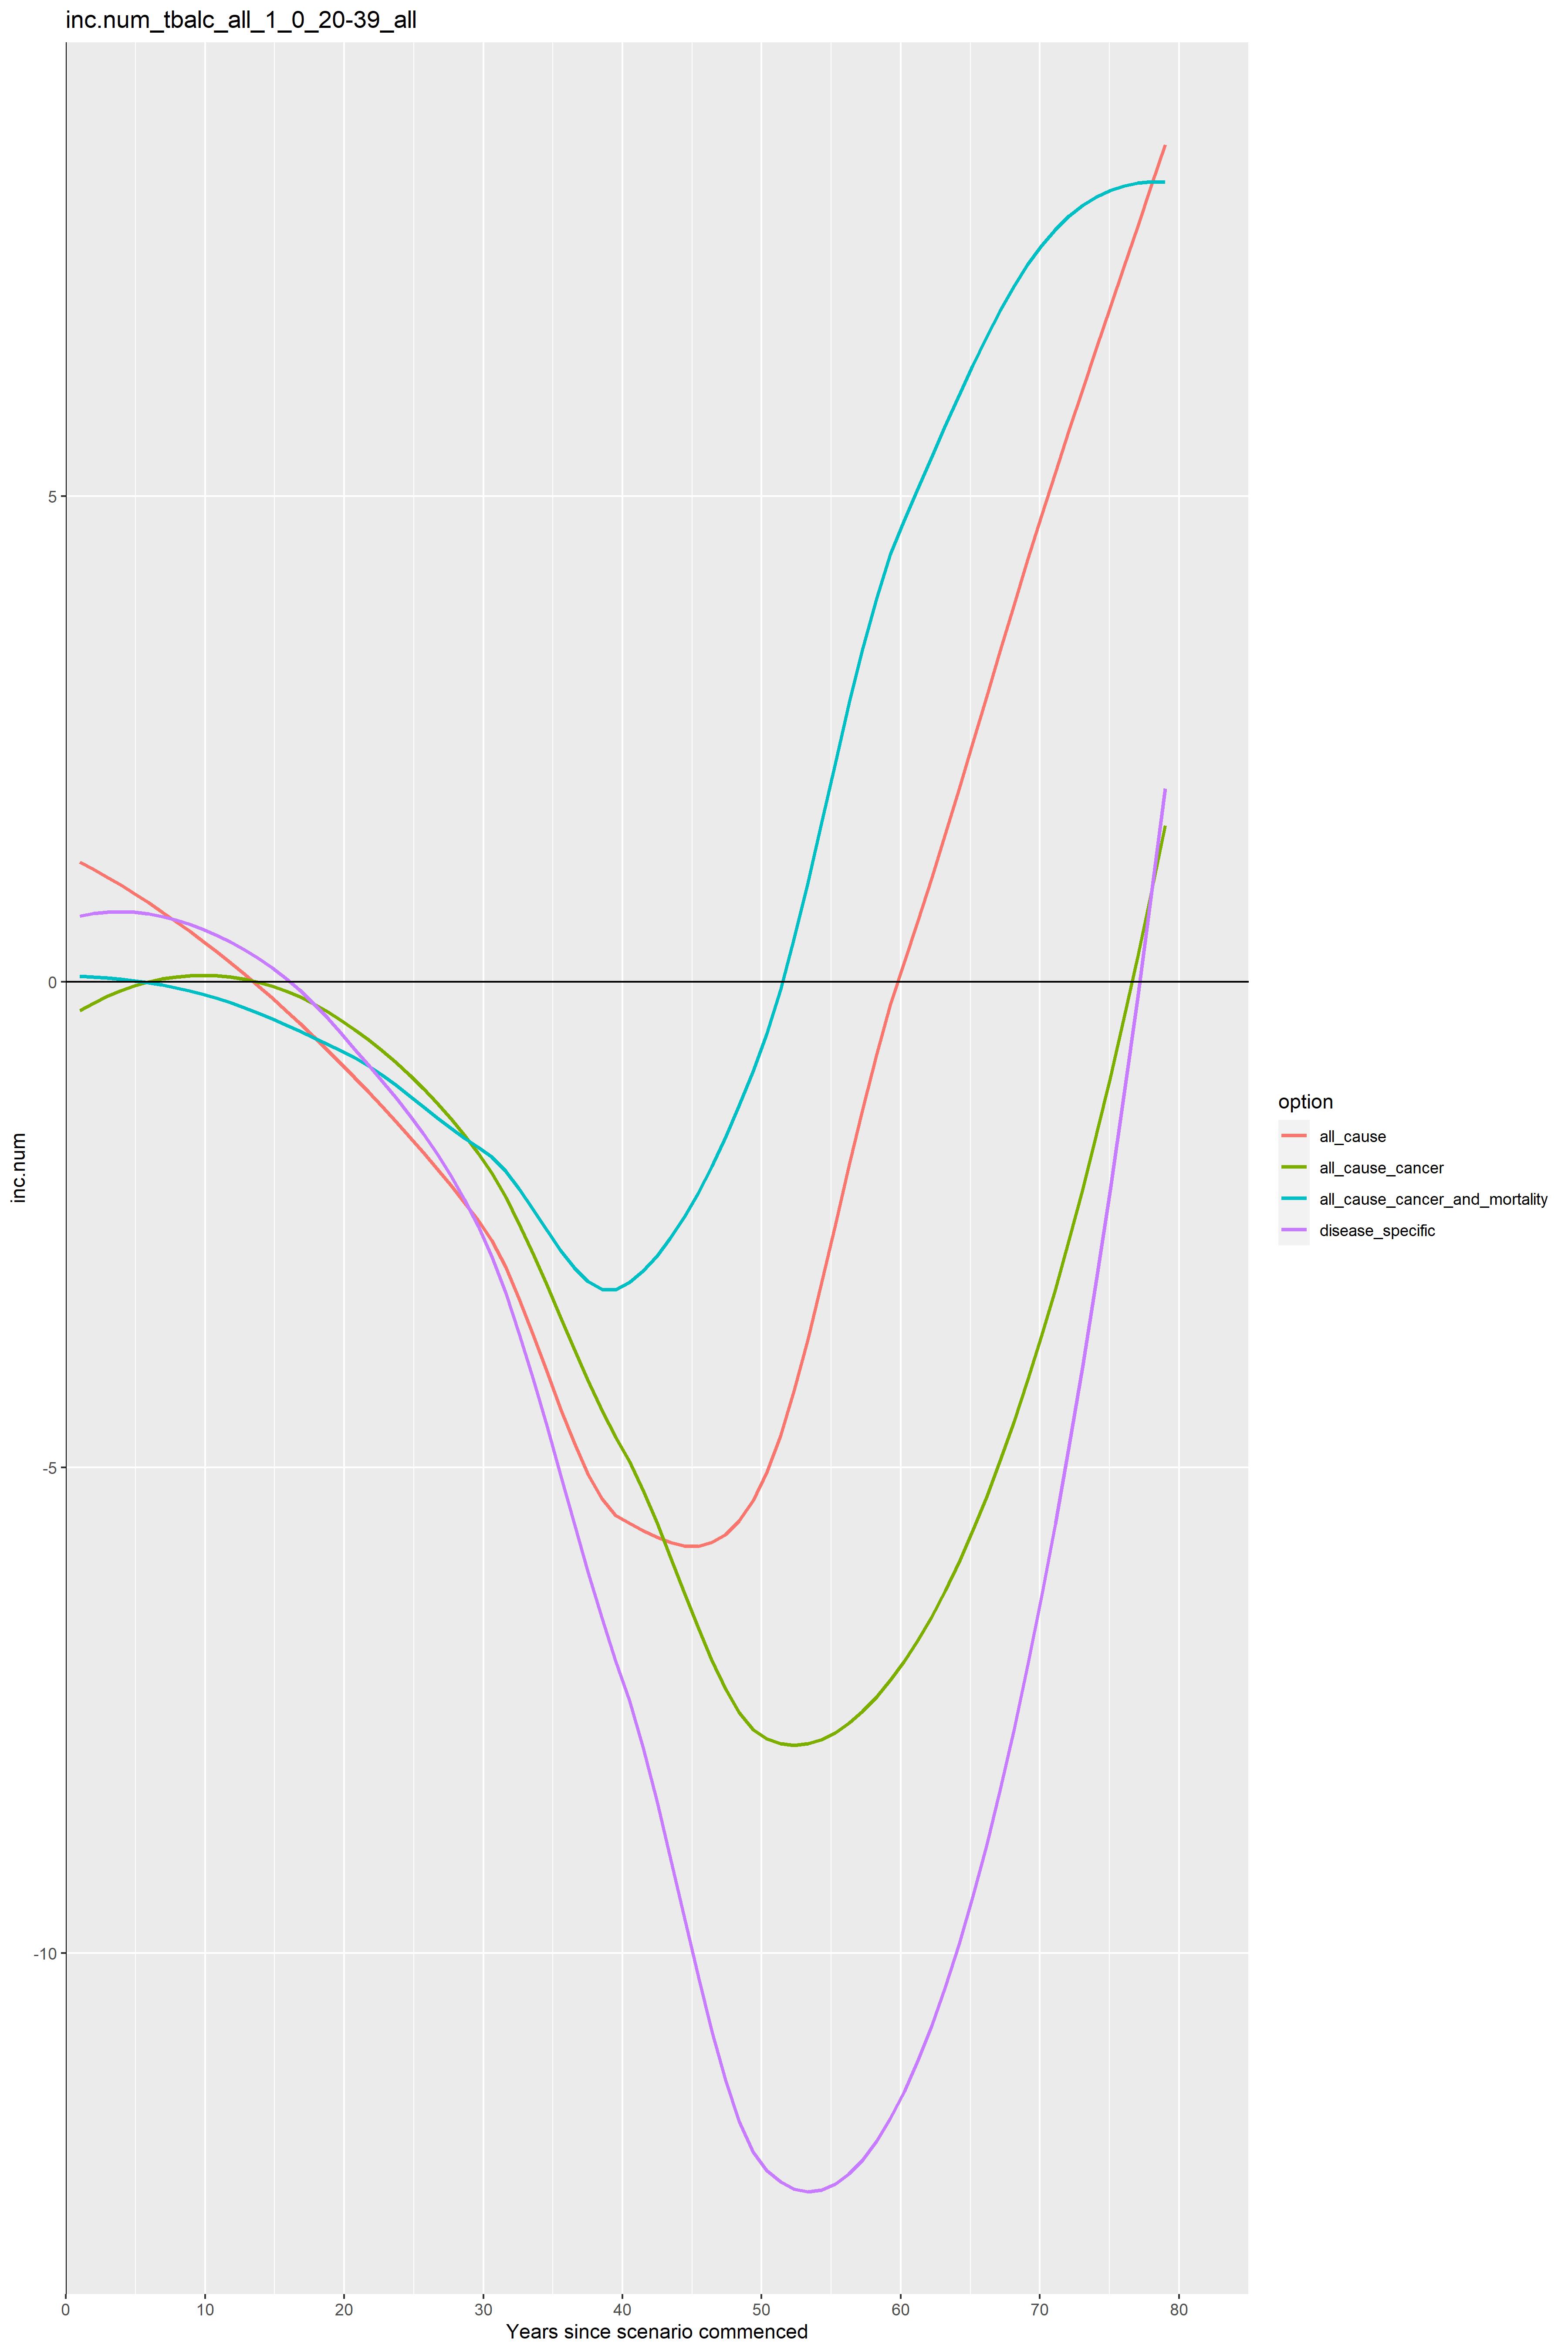 inc.num_tbalc_all_1_0_20-39_all
inc.num
5
0
-5
-10
0 10 20 30 40 50 60 70 80
Years since scenario commenced
option
all_cause
all_cause_cancer
all_cause_cancer_and_mortality
disease_specific